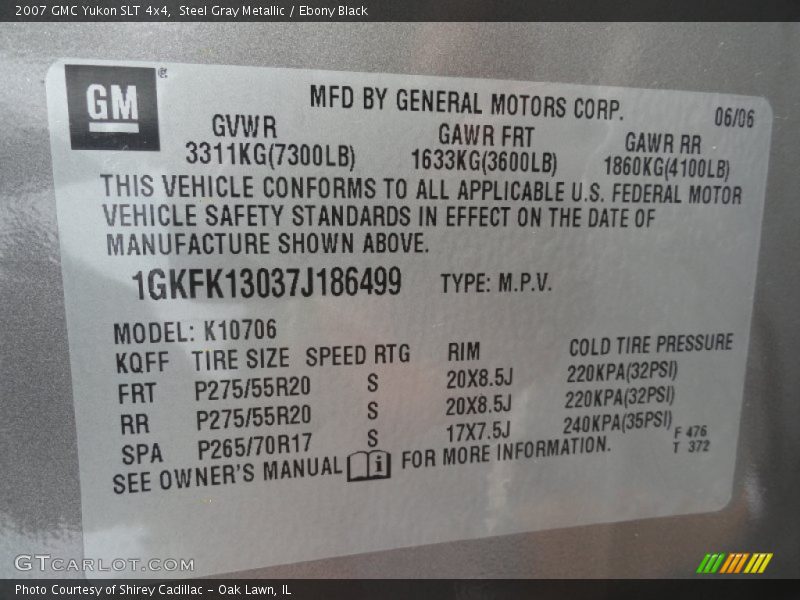 2007 GMC Yukon SLT 4x4, Steel Gray Metallic / Ebony Black
GM
MFD BY GENERAL MOTORS CORP. 06/06
GVWR GAWR FRT GAWR RR
3311KG(7300LB) 1633KG(3600LB) 1860KG(4100LB)
THIS VEHICLE CONFORMS TO ALL APPLICABLE U.S. FEDERAL MOTOR
VEHICLE SAFETY STANDARDS IN EFFECT ON THE DATE OF
MANUFACTURE SHOWN ABOVE.
1GKFK13037J186499 TYPE: M.P.V.
MODEL: K10706
KQFF TIRE SIZE SPEED RTG RIM COLD TIRE PRESSURE
FRT P275/55R20 S 20X8.5J 220KPA(32PSI)
RR P275/55R20 S 20X8.5J 220KPA(32PSI)
SPA P265/70R17 S 17X7.5J 240KPA(35PSI) F 476
T 372
SEE OWNER'S MANUAL i FOR MORE INFORMATION.
GTCARLOT.COM
Photo Courtesy of Shirey Cadillac - Oak Lawn, IL